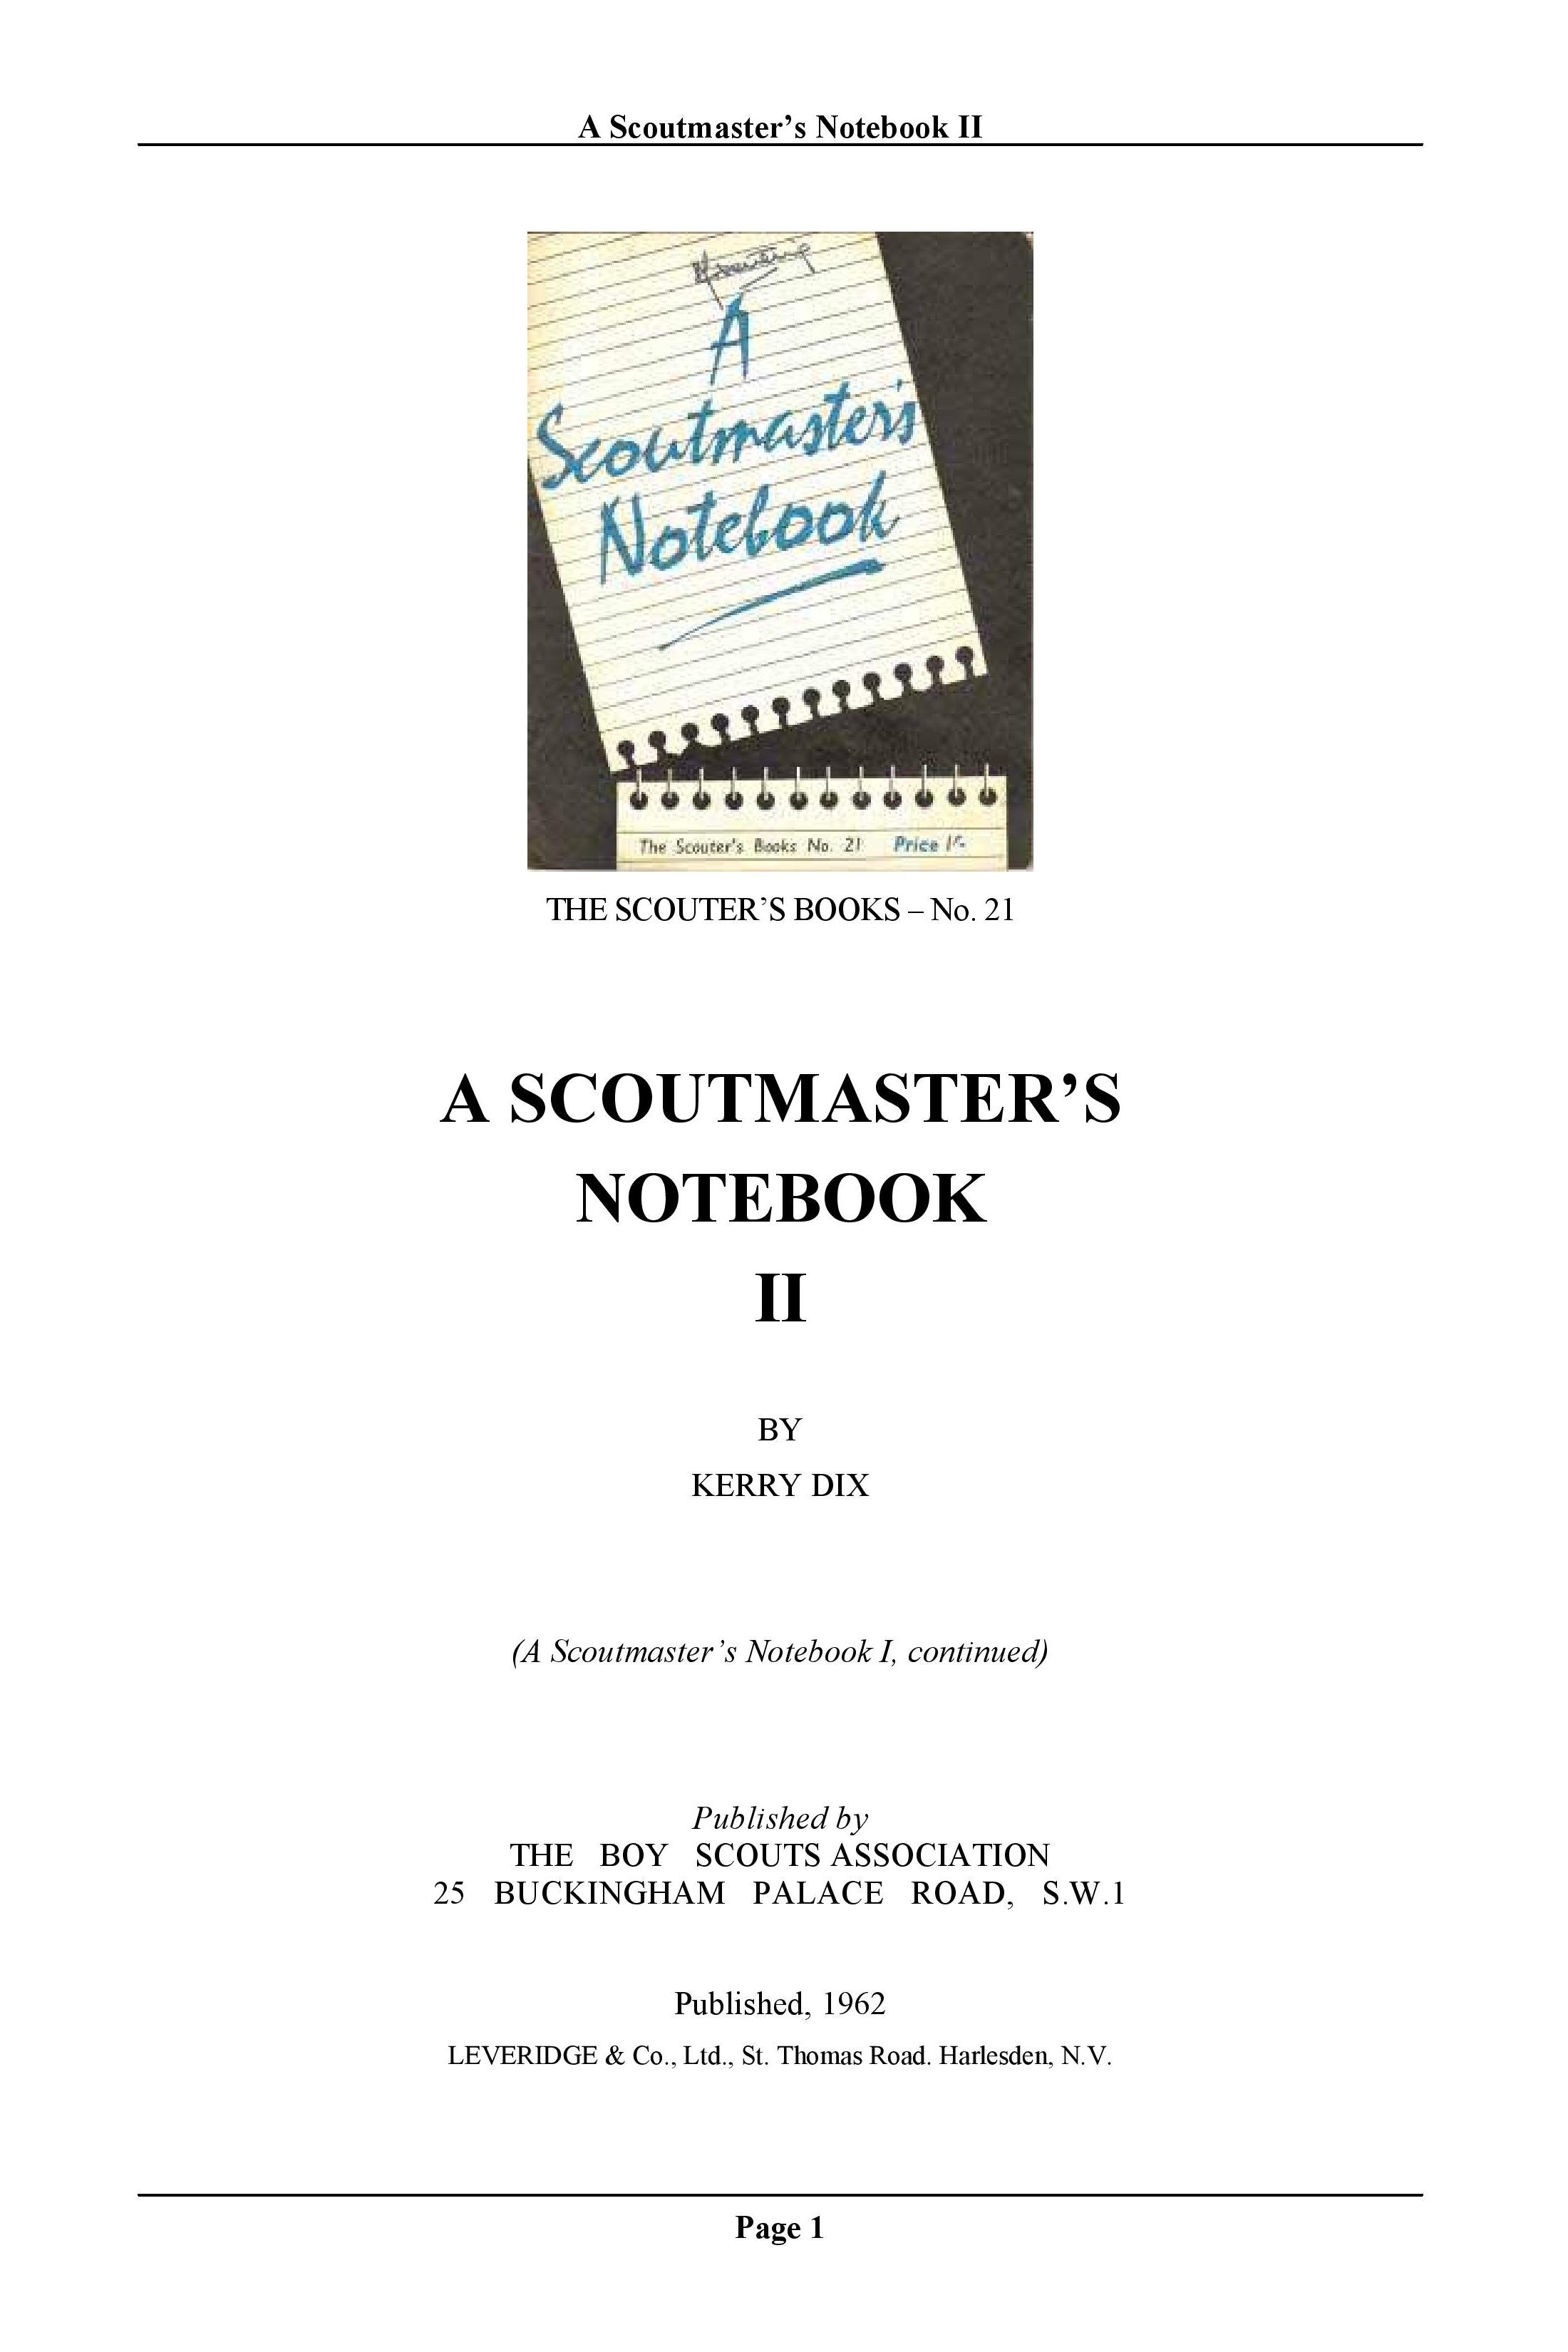 A Scoutmaster’s Notebook II
A
Scoutmaster's
Notebook
The Scouter's Books No. 21 Price 1/-
THE SCOUTER’S BOOKS – No. 21
A SCOUTMASTER’S
NOTEBOOK
II
BY
KERRY DIX
(A Scoutmaster’s Notebook I, continued)
Published by
THE BOY SCOUTS ASSOCIATION
25 BUCKINGHAM PALACE ROAD, S.W.1
Published, 1962
LEVERIDGE & Co., Ltd., St. Thomas Road. Harlesden, N.V.
Page 1